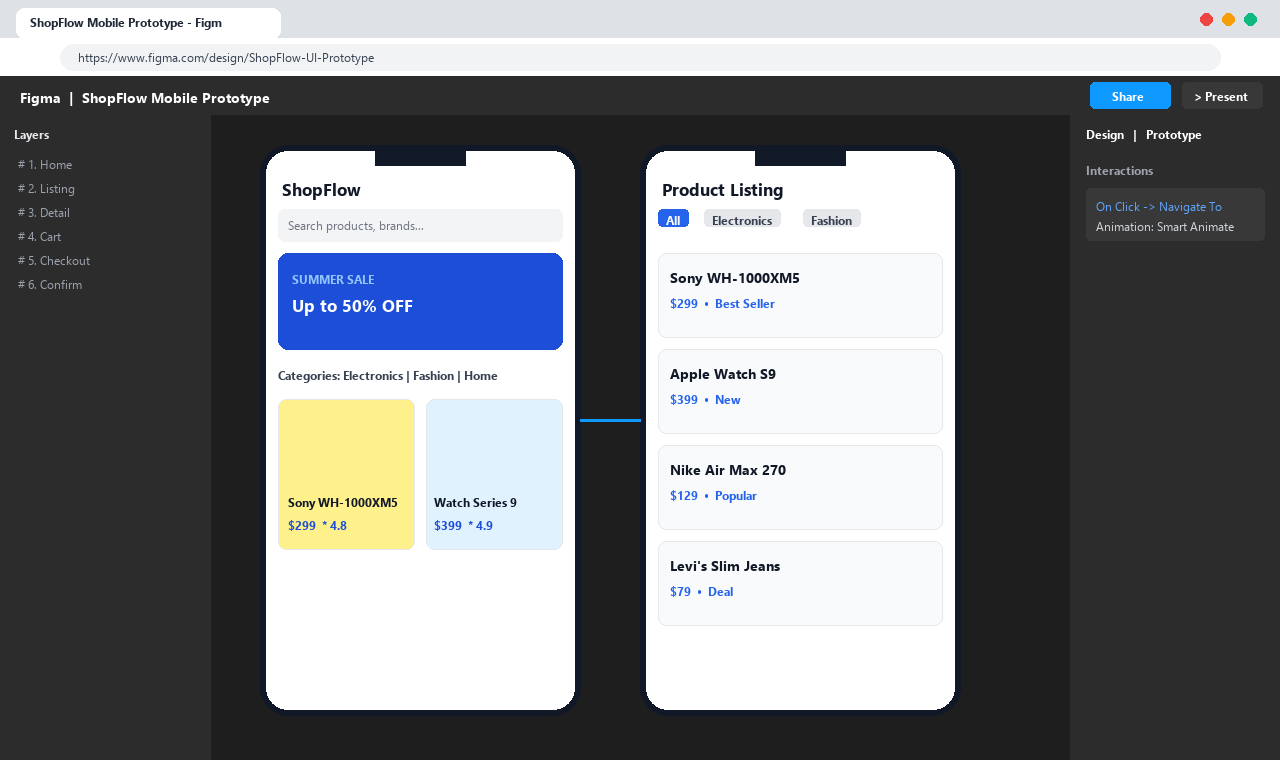 ShopFlow Mobile Prototype - Figm
https://www.figma.com/design/ShopFlow-UI-Prototype
Figma | ShopFlow Mobile Prototype
Share
> Present
Layers
# 1. Home
# 2. Listing
# 3. Detail
# 4. Cart
# 5. Checkout
# 6. Confirm
ShopFlow
Search products, brands...
SUMMER SALE
Up to 50% OFF
Categories: Electronics | Fashion | Home
Sony WH-1000XM5
$299 * 4.8
Watch Series 9
$399 * 4.9
Product Listing
All
Electronics
Fashion
Sony WH-1000XM5
$299 • Best Seller
Apple Watch S9
$399 • New
Nike Air Max 270
$129 • Popular
Levi's Slim Jeans
$79 • Deal
Design | Prototype
Interactions
On Click -> Navigate To
Animation: Smart Animate